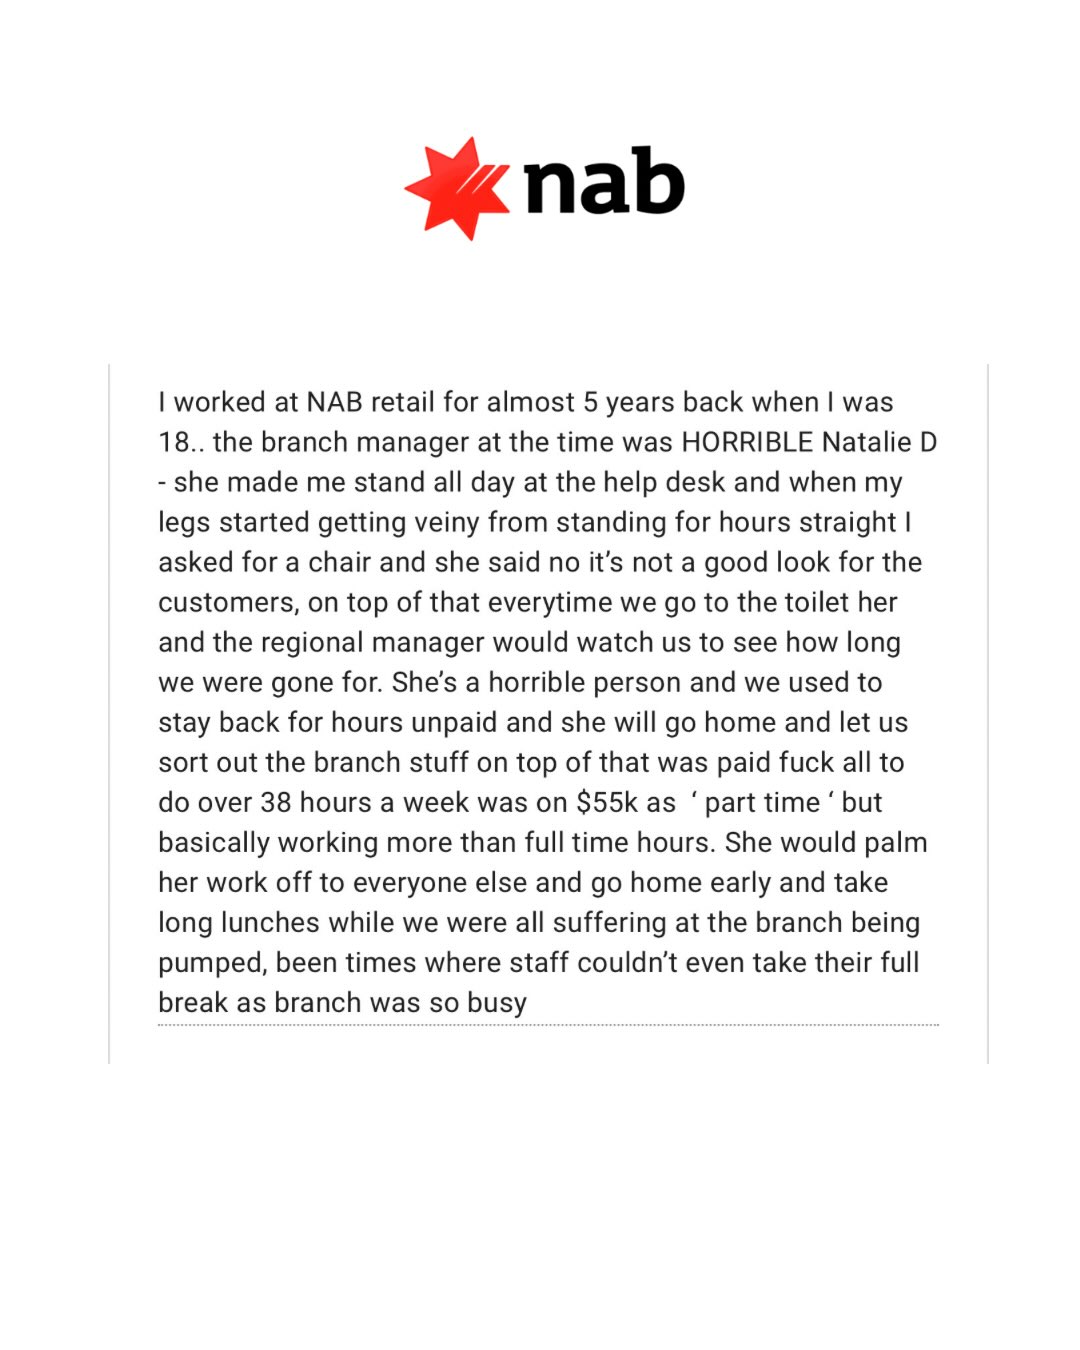 nab
I worked at NAB retail for almost 5 years back when I was
18.. the branch manager at the time was HORRIBLE Natalie D
- she made me stand all day at the help desk and when my
legs started getting veiny from standing for hours straight I
asked for a chair and she said no it’s not a good look for the
customers, on top of that everytime we go to the toilet her
and the regional manager would watch us to see how long
we were gone for. She’s a horrible person and we used to
stay back for hours unpaid and she will go home and let us
sort out the branch stuff on top of that was paid fuck all to
do over 38 hours a week was on $55k as  ‘ part time ‘ but
basically working more than full time hours. She would palm
her work off to everyone else and go home early and take
long lunches while we were all suffering at the branch being
pumped, been times where staff couldn’t even take their full
break as branch was so busy